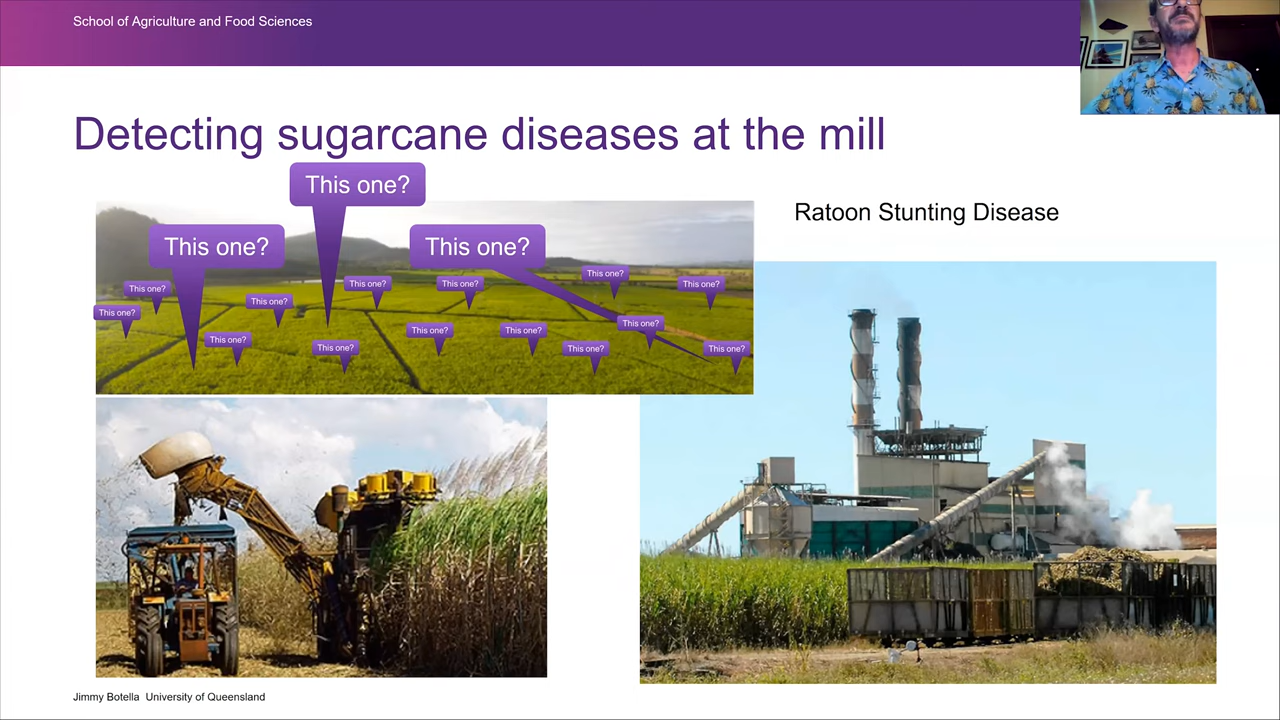 School of Agriculture and Food Sciences
Detecting sugarcane diseases at the mill
This one?
This one?
This one?
Ratoon Stunting Disease
This one?
This one?
This one?
This one?
This one?
This one?
This one?
This one?
This one?
This one?
This one?
This one?
This one?
This one?
Jimmy Botella University of Queensland